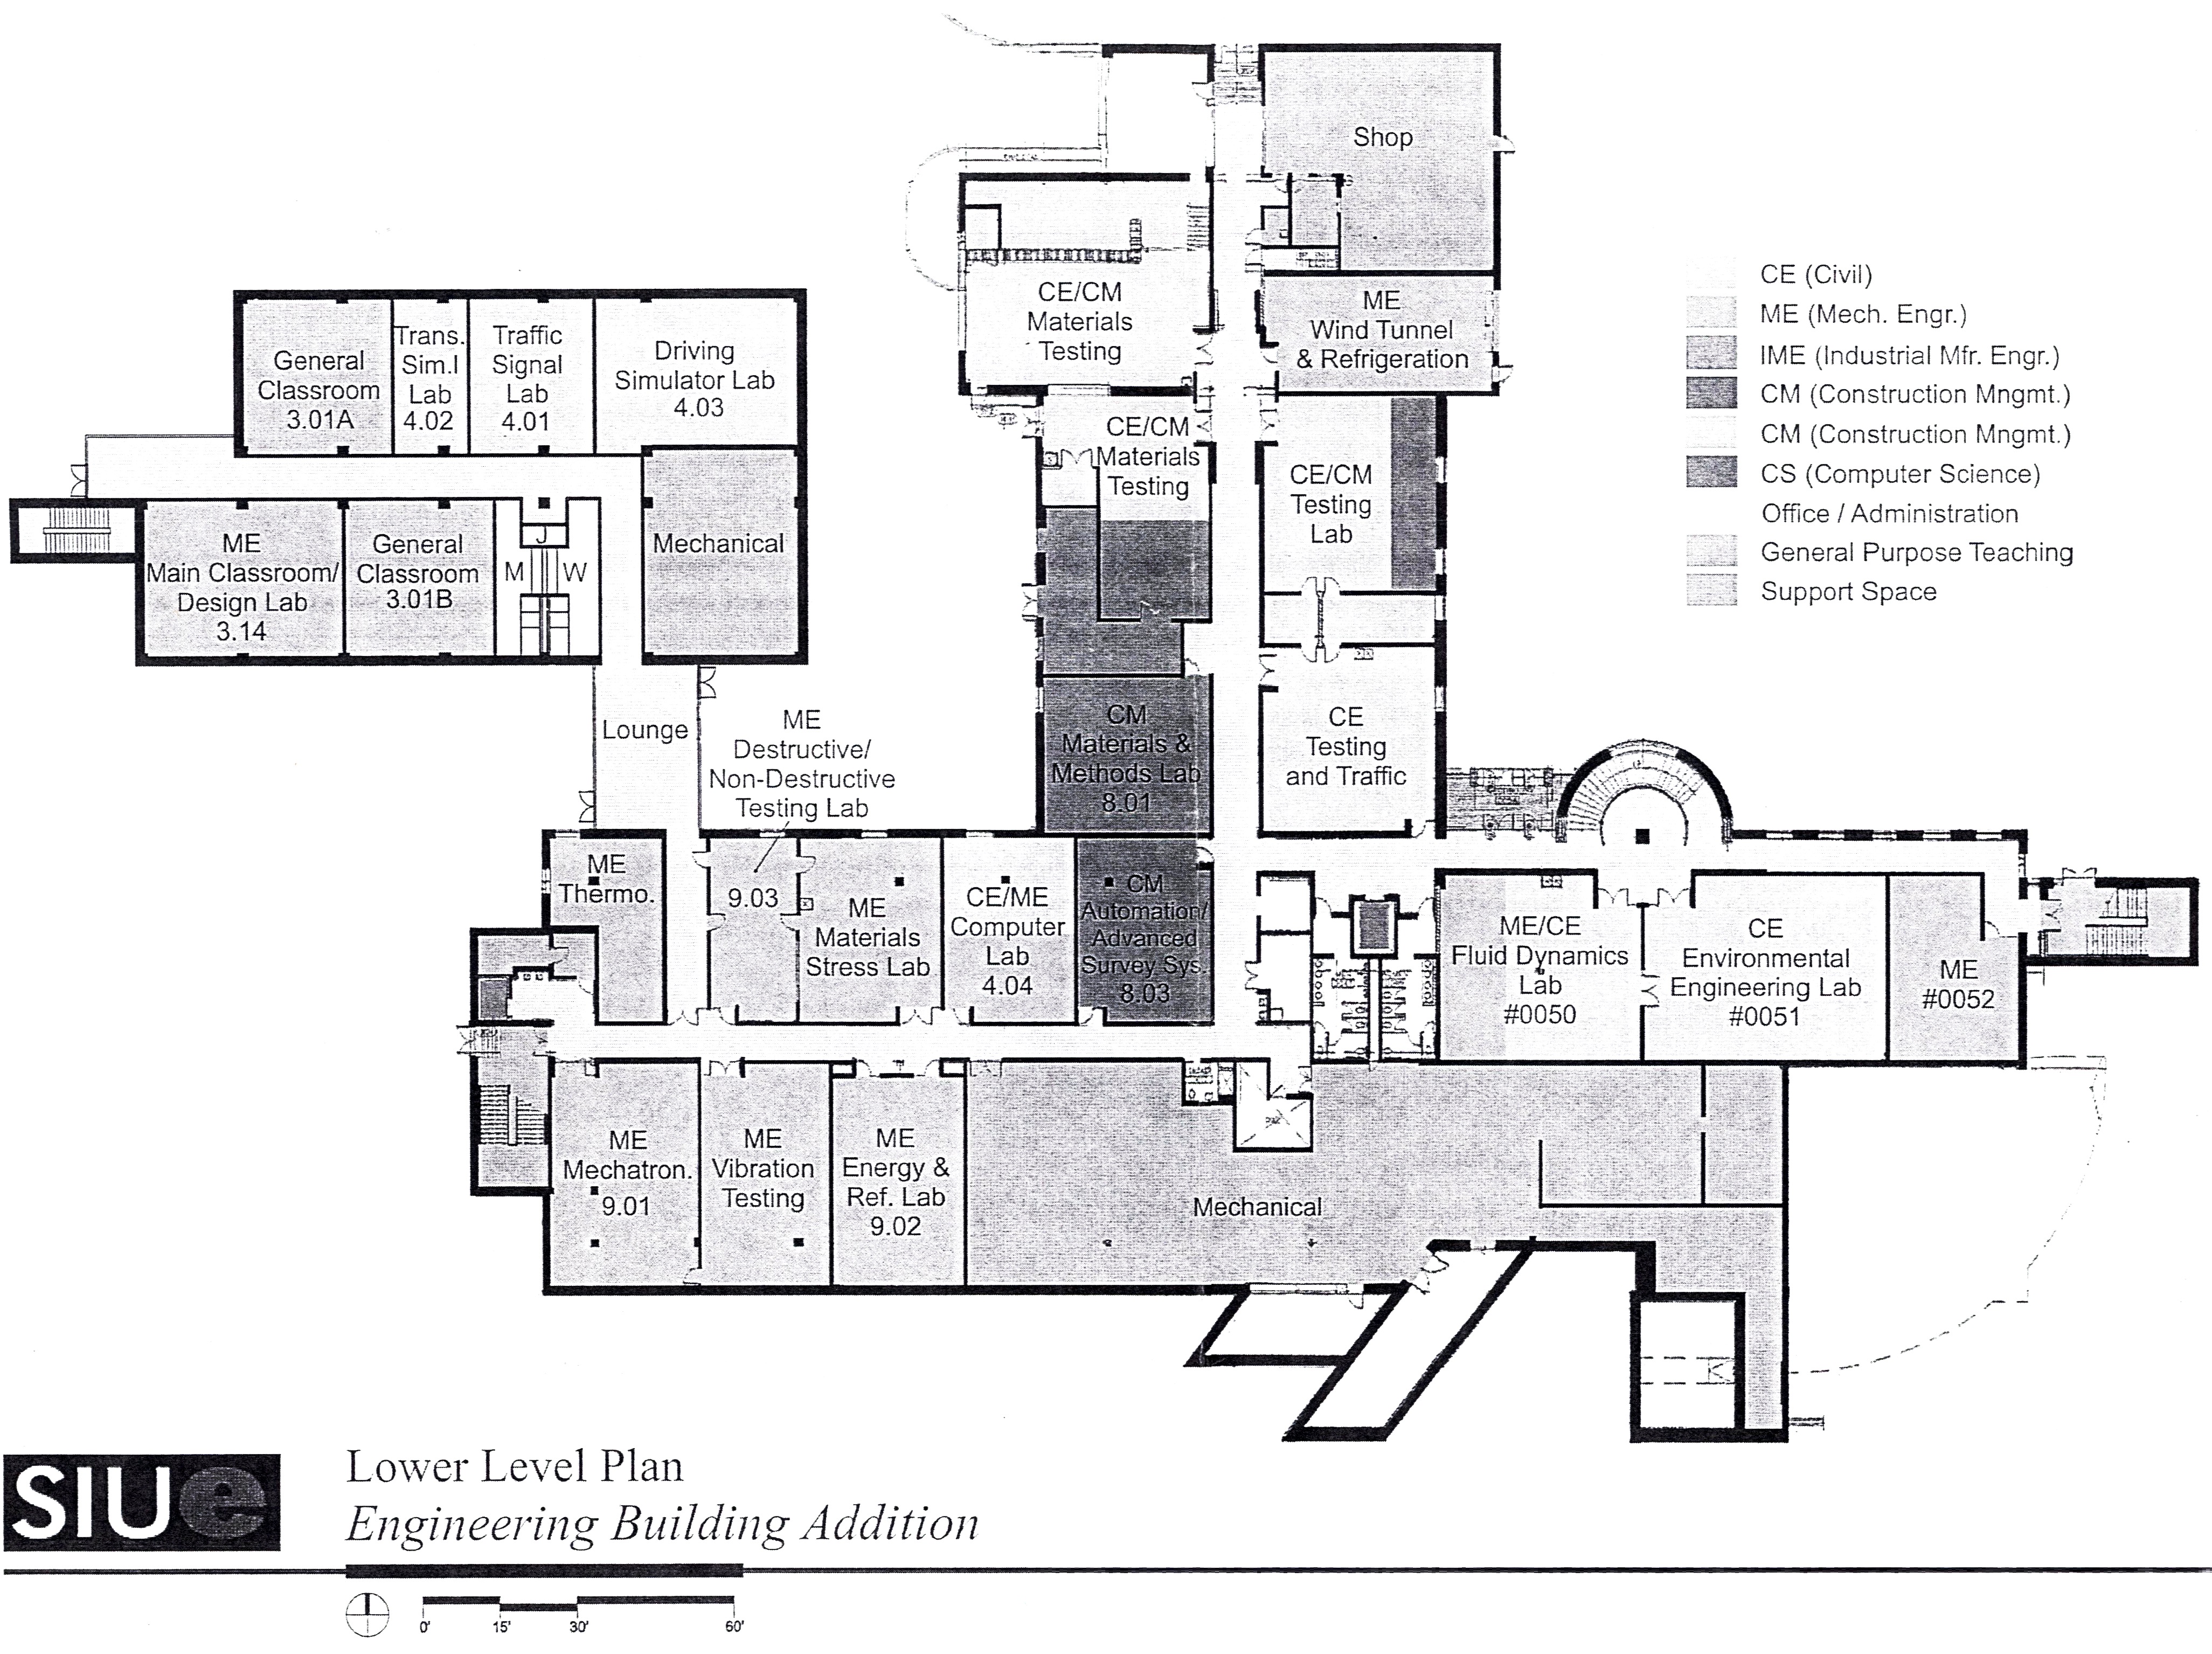 Shop
CE/CM
Materials
Testing
ME
Wind Tunnel
& Refrigeration
CE (Civil)
ME (Mech. Engr.)
IME (Industrial Mfr. Engr.)
CM (Construction Mngmt.)
CM (Construction Mngmt.)
CS (Computer Science)
Office / Administration
General Purpose Teaching
Support Space
General
Classroom
3.01A
Trans.
Sim.l
Lab
4.02
Traffic
Signal
Lab
4.01
Driving
Simulator Lab
4.03
CE/CM
Materials
Testing
CE/CM
Testing
Lab
ME
Main Classroom/
Design Lab
3.14
General
Classroom
3.01B
J
M
W
Mechanical
Lounge
ME
Destructive/
Non-Destructive
Testing Lab
CM
Materials &
Methods Lab
8.01
CE
Testing
and Traffic
ME
Thermo.
9.03
ME
Materials
Stress Lab
CE/ME
Computer
Lab
4.04
CM
Automation/
Advanced
Survey Sys.
8.03
ME/CE
Fluid Dynamics
Lab
#0050
CE
Environmental
Engineering Lab
#0051
ME
#0052
ME
Mechatron.
9.01
ME
Vibration
Testing
ME
Energy &
Ref. Lab
9.02
Mechanical
SIUe
Lower Level Plan
Engineering Building Addition
0' 15' 30' 60'